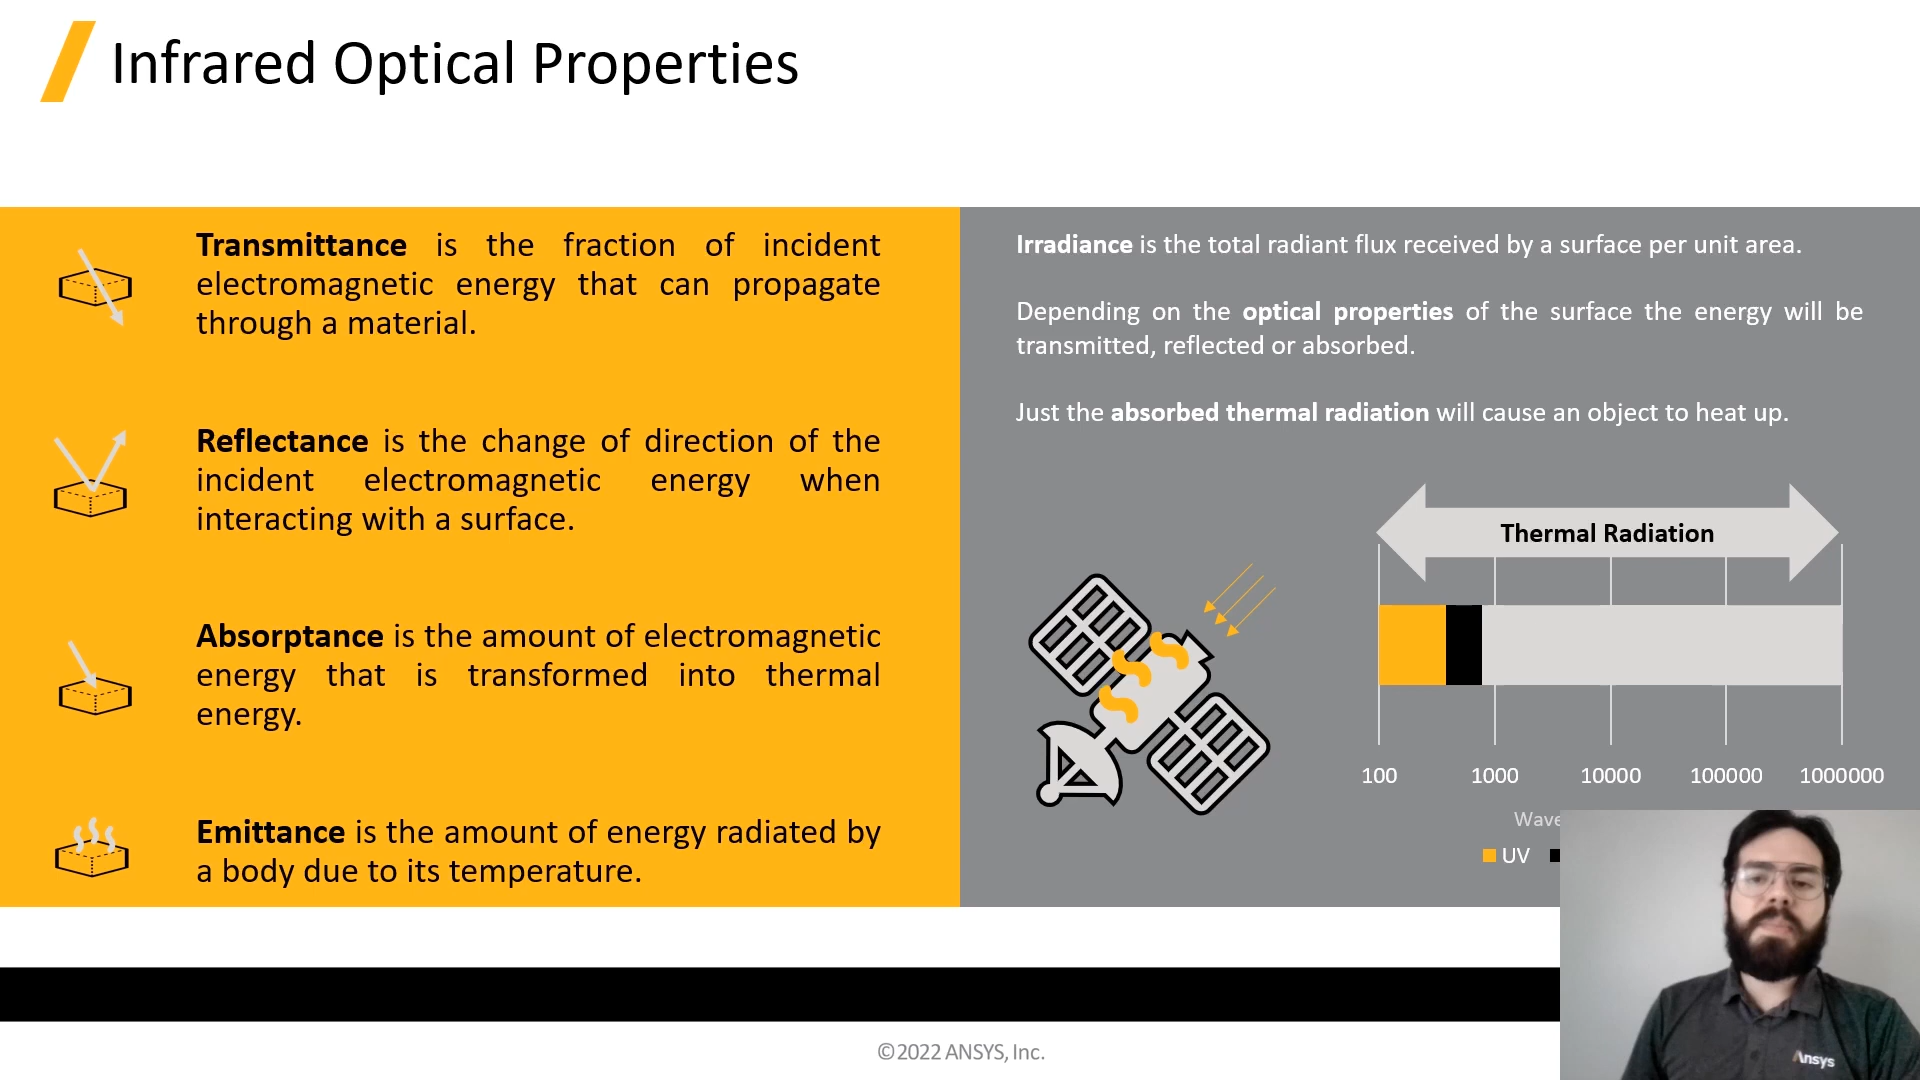 Infrared Optical Properties
Transmittance is the fraction of incident
electromagnetic energy that can propagate
through a material.
Reflectance is the change of direction of the
incident electromagnetic energy when
interacting with a surface.
Absorptance is the amount of electromagnetic
energy that is transformed into thermal
energy.
Emittance is the amount of energy radiated by
a body due to its temperature.
Irradiance is the total radiant flux received by a surface per unit area.
Depending on the optical properties of the surface the energy will be
transmitted, reflected or absorbed.
Just the absorbed thermal radiation will cause an object to heat up.
Thermal Radiation
100 1000 10000 100000 1000000
UV
©2022 ANSYS, Inc.
Ansys